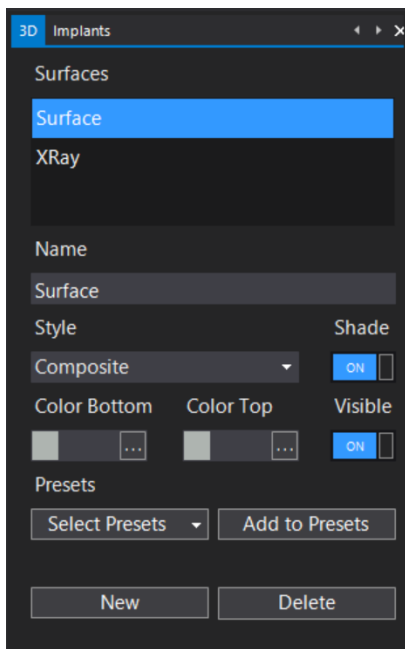 3D Implants
Surfaces
Surface
XRay
Name
Surface
Style Shade
Composite ON
Color Bottom Color Top Visible
... ... ON
Presets
Select Presets Add to Presets
New Delete